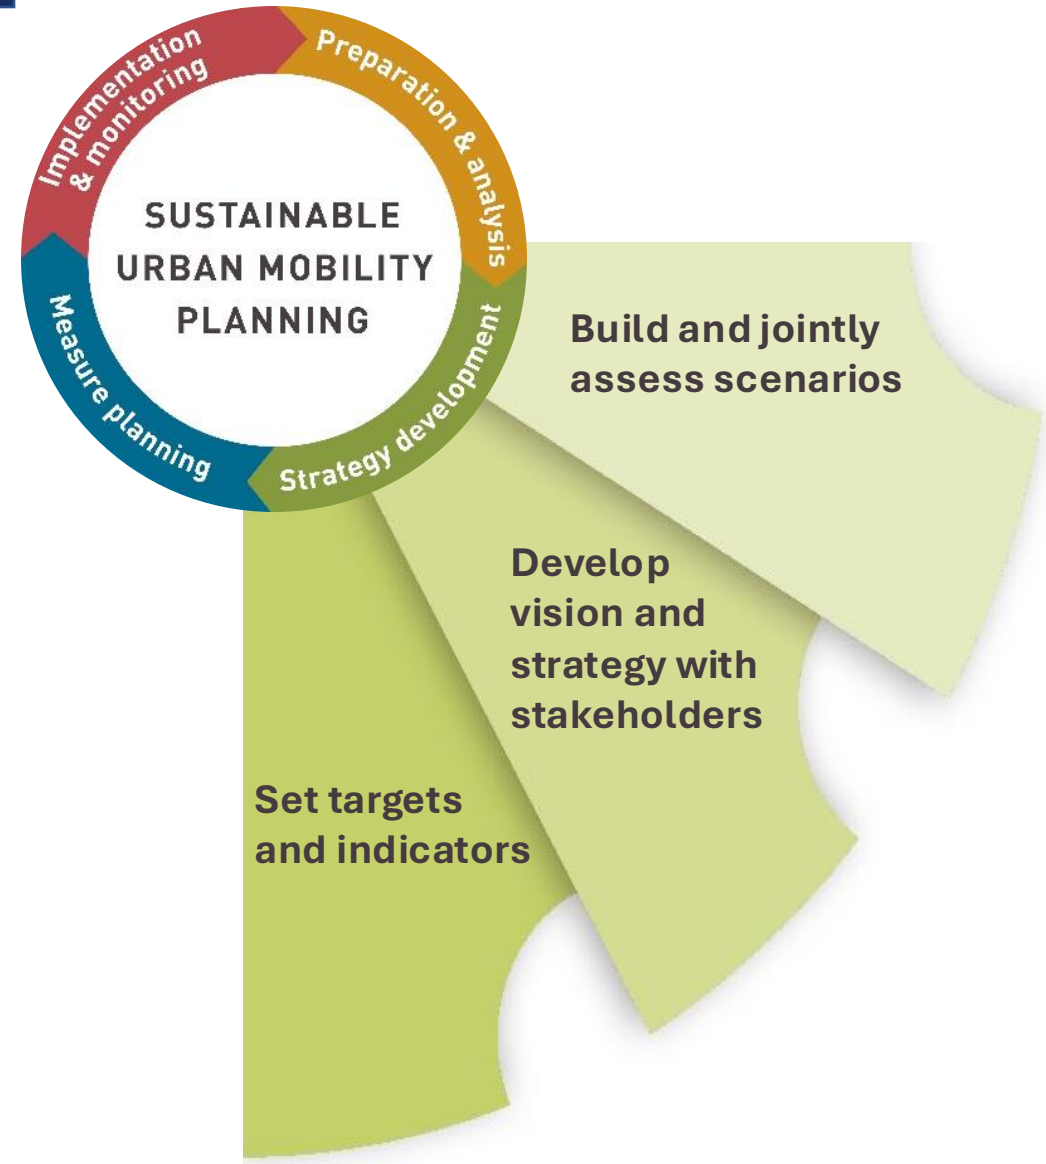 Implementation
& monitoring
Preparation & analysis
SUSTAINABLE
URBAN MOBILITY
PLANNING
Measure planning
Strategy development
Build and jointly
assess scenarios
Develop
vision and
strategy with
stakeholders
Set targets
and indicators